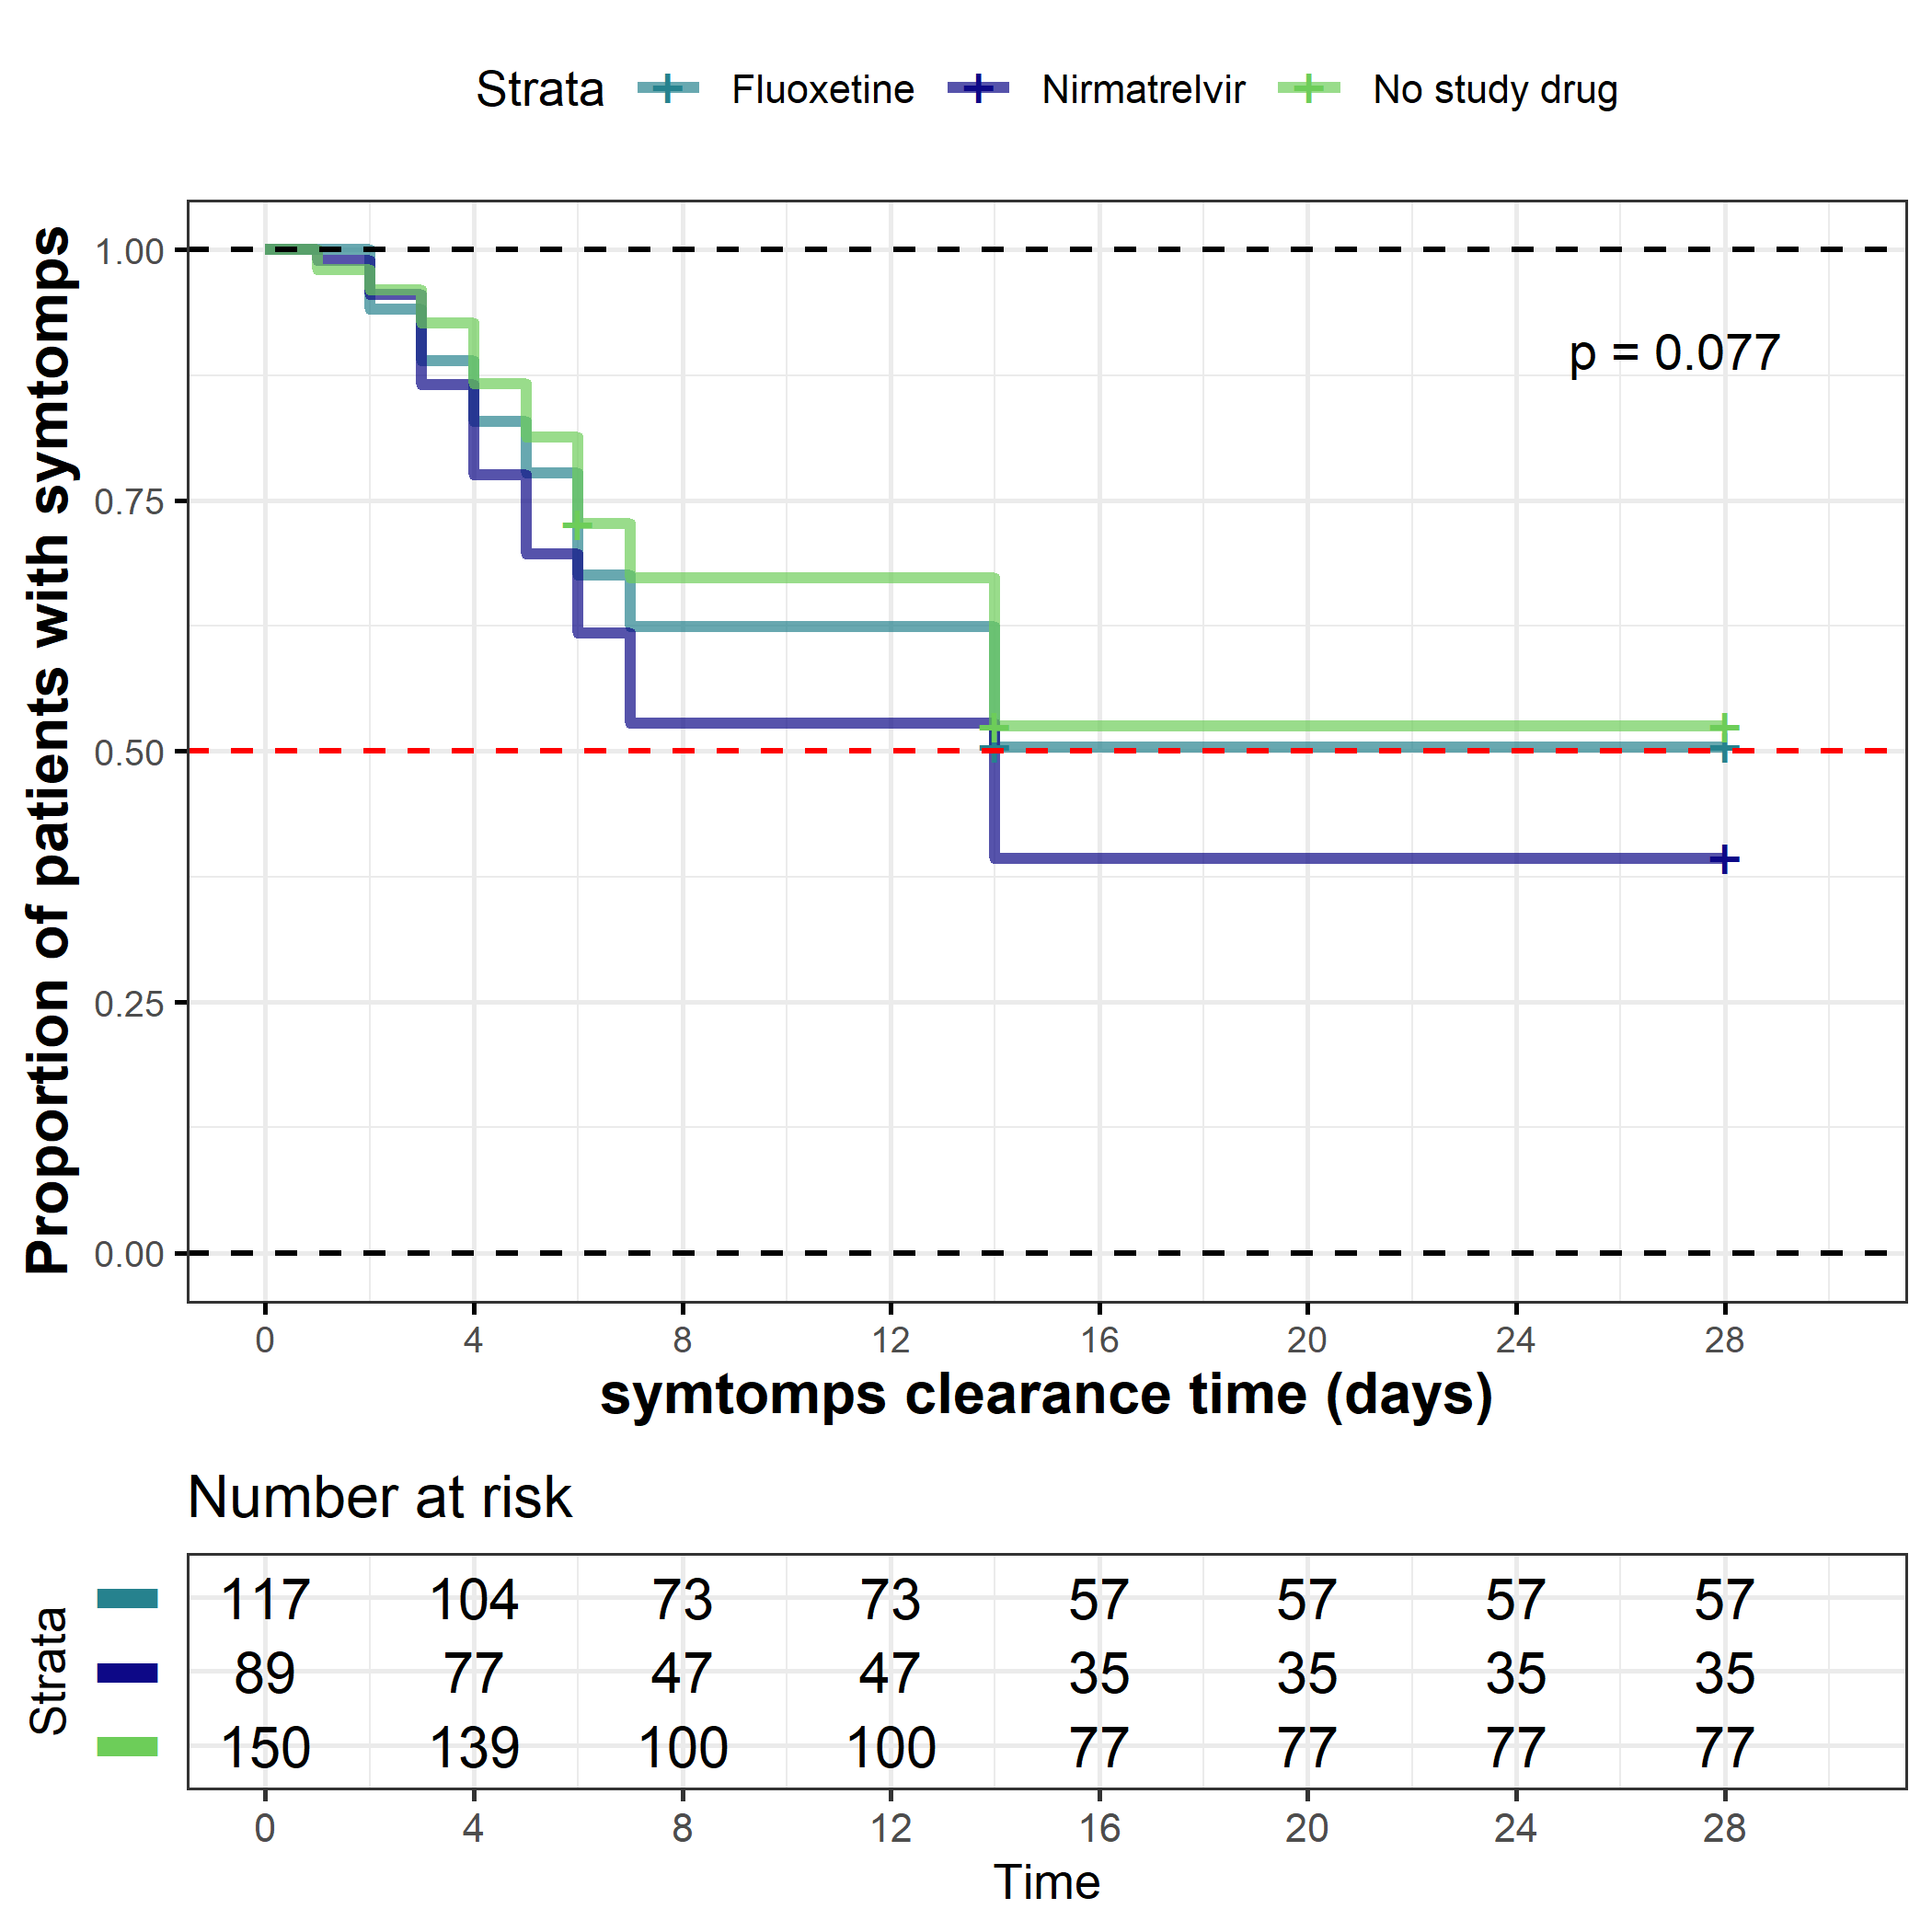 Strata Fluoxetine Nirmatrelvir No study drug
Proportion of patients with symtomps
1.00
p = 0.077
0.75
0.50
0.25
0.00
0 4 8 12 16 20 24 28
symtomps clearance time (days)
Number at risk
Strata
117 104 73 73 57 57 57 57
89 77 47 47 35 35 35 35
150 139 100 100 77 77 77 77
0 4 8 12 16 20 24 28
Time